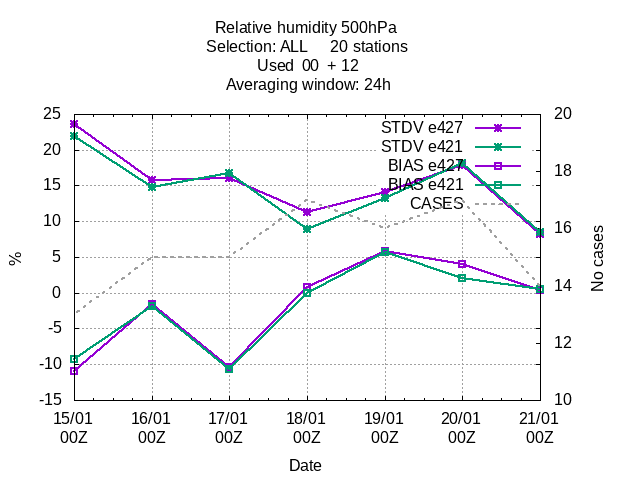 Relative humidity 500hPa
Selection: ALL     20 stations
Used  00  + 12
Averaging window: 24h
25
20
15
10
5
0
-5
-10
-15
%
STDV e427
STDV e421
BIAS e427
BIAS e421
CASES
20
18
16
14
12
10
No cases
15/01 16/01 17/01 18/01 19/01 20/01 21/01
00Z 00Z 00Z 00Z 00Z 00Z 00Z
Date